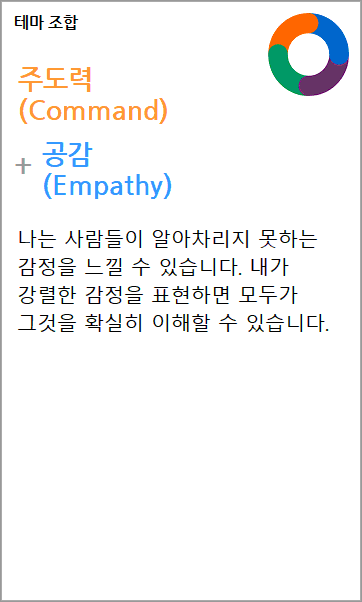 테마 조합
주도력
(Command)
+ 공감
(Empathy)
나는 사람들이 알아차리지 못하는
감정을 느낄 수 있습니다. 내가
강렬한 감정을 표현하면 모두가
그것을 확실히 이해할 수 있습니다.